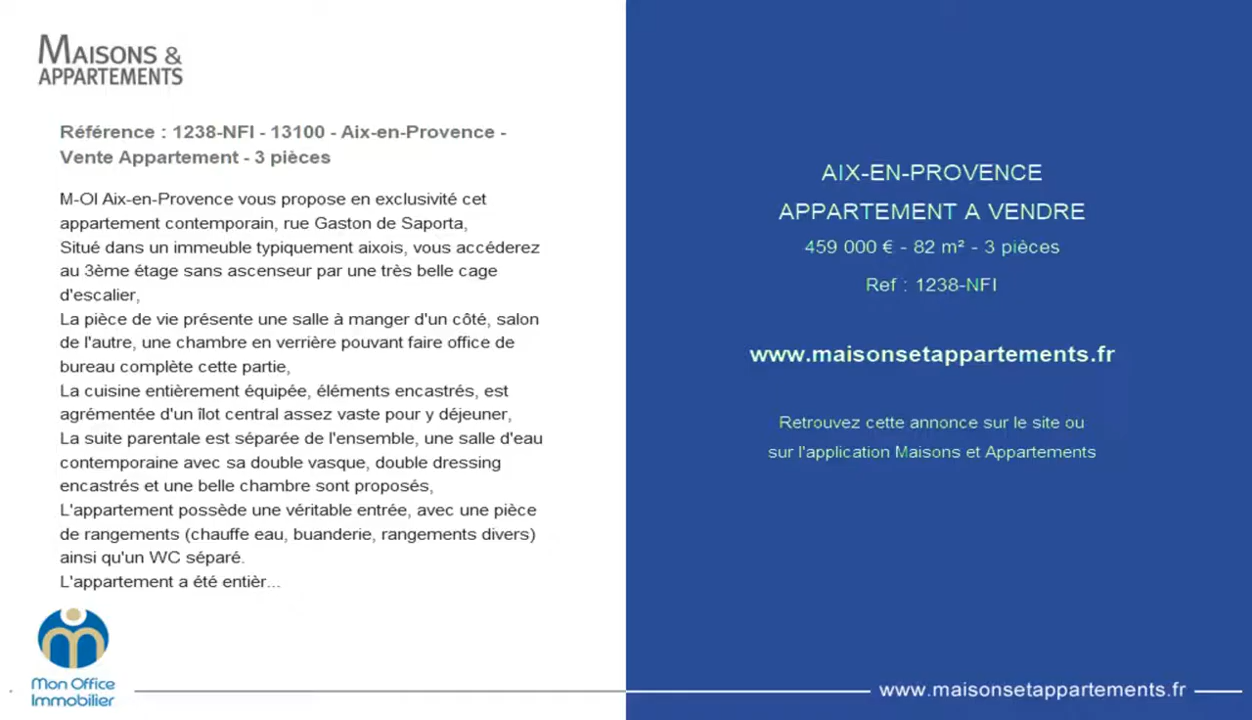 MAISONS &
APPARTEMENTS
Référence : 1238-NFI - 13100 - Aix-en-Provence -
Vente Appartement - 3 pièces
M-OI Aix-en-Provence vous propose en exclusivité cet
appartement contemporain, rue Gaston de Saporta,
Situé dans un immeuble typiquement aixois, vous accéderez
au 3ème étage sans ascenseur par une très belle cage
d'escalier,
La pièce de vie présente une salle à manger d'un côté, salon
de l'autre, une chambre en verrière pouvant faire office de
bureau complète cette partie,
La cuisine entièrement équipée, éléments encastrés, est
agrémentée d'un îlot central assez vaste pour y déjeuner,
La suite parentale est séparée de l'ensemble, une salle d'eau
contemporaine avec sa double vasque, double dressing
encastrés et une belle chambre sont proposés,
L'appartement possède une véritable entrée, avec une pièce
de rangements (chauffe eau, buanderie, rangements divers)
ainsi qu'un WC séparé.
L'appartement a été entièr...
Mon Office
Immobilier
AIX-EN-PROVENCE
APPARTEMENT A VENDRE
459 000 € - 82 m² - 3 pièces
Ref : 1238-NFI
www.maisonsetappartements.fr
Retrouvez cette annonce sur le site ou
sur l'application Maisons et Appartements
www.maisonsetappartements.fr